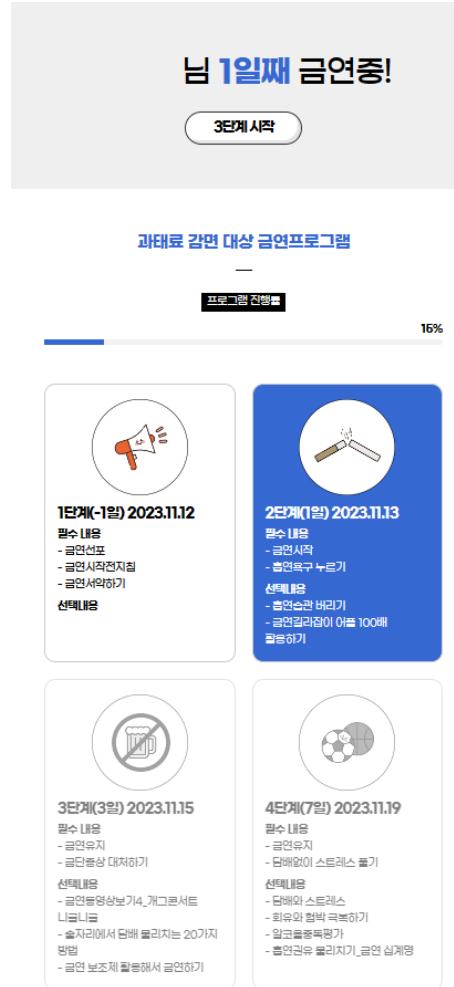 님 1일째 금연중!
3단계 시작
과태료 감면 대상 금연프로그램
프로그램 진행률
15%
1단계(-1일) 2023.11.12
필수 내용
- 금연선포
- 금연시작전지침
- 금연서약하기
선택내용
2단계(1일) 2023.11.13
필수 내용
- 금연시작
- 흡연욕구 누르기
선택내용
- 흡연습관 버리기
- 금연길라잡이 어플 100배
활용하기
3단계(3일) 2023.11.15
필수 내용
- 금연유지
- 금단증상 대처하기
선택내용
- 금연동영상보기4_개그콘서트
니글니글
- 술자리에서 담배 물리치는 20가지
방법
- 금연 보조제 활용해서 금연하기
4단계(7일) 2023.11.19
필수 내용
- 금연유지
- 담배없이 스트레스 풀기
선택내용
- 담배와 스트레스
- 회유와 협박 극복하기
- 알코올중독평가
- 흡연권유 물리치기_금연 십계명